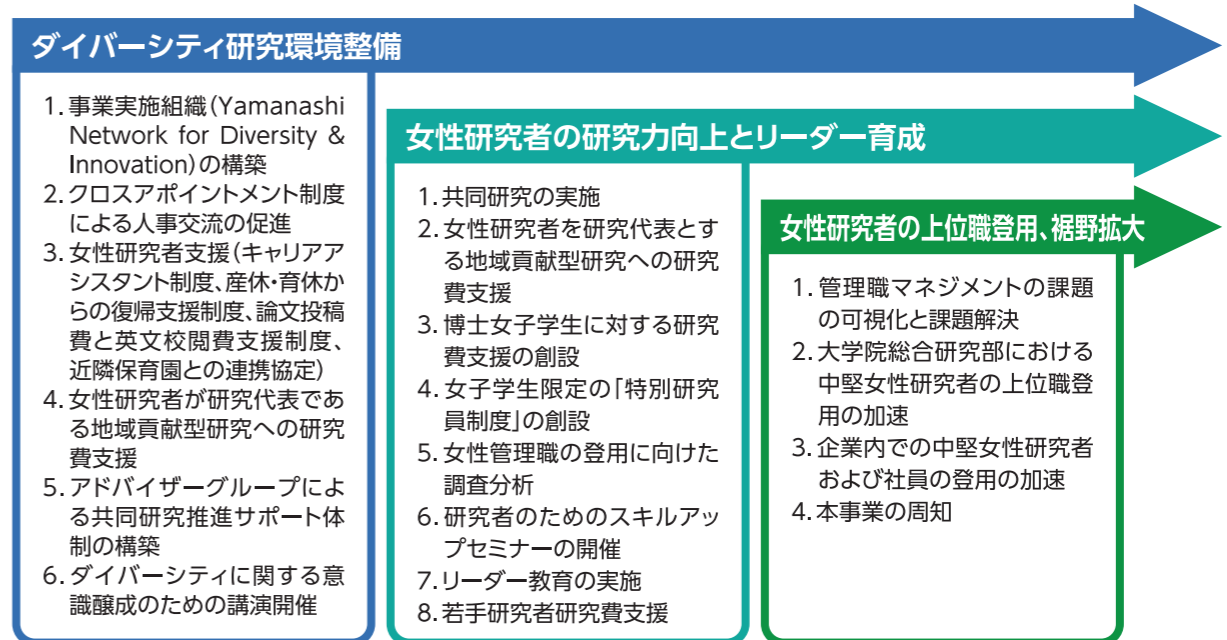 ダイバーシティ研究環境整備
1. 事業実施組織(Yamanashi
Network for Diversity &
Innovation)の構築
2. クロスアポイントメント制度
による人事交流の促進
3. 女性研究者支援(キャリアア
シスタント制度、産休・育休か
らの復帰支援制度、論文投稿
費と英文校閲費支援制度、
近隣保育園との連携協定)
4. 女性研究者が研究代表であ
る地域貢献型研究への研究
費支援
5. アドバイザーグループによ
る共同研究推進サポート体
制の構築
6. ダイバーシティに関する意
識醸成のための講演開催
女性研究者の研究力向上とリーダー育成
1. 共同研究の実施
2. 女性研究者を研究代表とす
る地域貢献型研究への研究
費支援
3. 博士女子学生に対する研究
費支援の創設
4. 女子学生限定の「特別研究
員制度」の創設
5. 女性管理職の登用に向けた
調査分析
6. 研究者のためのスキルアッ
プセミナーの開催
7. リーダー教育の実施
8. 若手研究者研究費支援
女性研究者の上位職登用、裾野拡大
1. 管理職マネジメントの課題
の可視化と課題解決
2. 大学院総合研究部における
中堅女性研究者の上位職登
用の加速
3. 企業内での中堅女性研究者
および社員の登用の加速
4. 本事業の周知